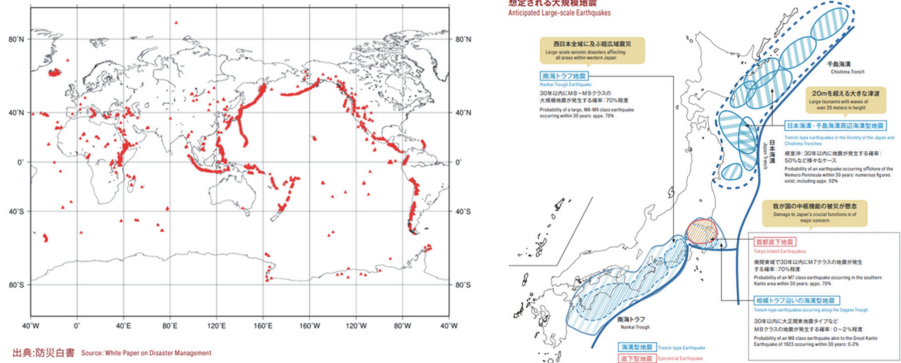 80°N
40°N
0°
40°S
80°S
80°N
40°N
0°
40°S
80°S
40°W
0°
40°E
80°E
120°E
160°E
160°W
120°W
80°W
40°W
出典:防災白書 Source: White Paper on Disaster Management
想定される大規模地震
Anticipated Large-scale Earthquakes
西日本全域に及ぶ超広域震災
Large-scale seismic disasters affecting
all areas within western Japan
南海トラフ地震
Nankai Trough Earthquake
30年以内にM8~M9クラスの
大規模地震が発生する確率:70%程度
Probability of a large, M8-M9 class earthquake
occurring within 30 years: appx. 70%
千島海溝
Chishima Trench
20mを超える大きな津波
Large tsunamis with waves of
over 20 meters in height
日本海溝・千島海溝周辺海溝型地震
Trench-type earthquakes in the vicinity of the Japan and
Chishima Trenches
日本海溝
Japan Trench
根室沖:30年以内に地震が発生する確率:
50%など様々なケース
Probability of an earthquake occurring offshore of the
Nemuro Peninsula within 30 years: numerous figures
exist, including appx. 50%
我が国の中枢機能の被災が懸念
Damage to Japan's crucial functions is of
major concern
首都直下地震
Tokyo Inland Earthquakes
南関東域で30年以内にM7クラスの地震が発生
する確率:70%程度
Probability of an M7 class earthquake occurring in the southern
Kanto area within 30 years: appx. 70%
相模トラフ沿いの海溝型地震
Trench-type earthquakes occurring along the Sagami Trough
30年以内に大正関東地震タイプなど
M8クラスの地震が発生する確率:0~2%程度
Probability of an M8 class earthquake akin to the Great Kanto
Earthquake of 1923 occurring within 30 years: 0-2%
南海トラフ
Nankai Trough
海溝型地震 Trench-type Earthquake
直下型地震 Epicentral Earthquake